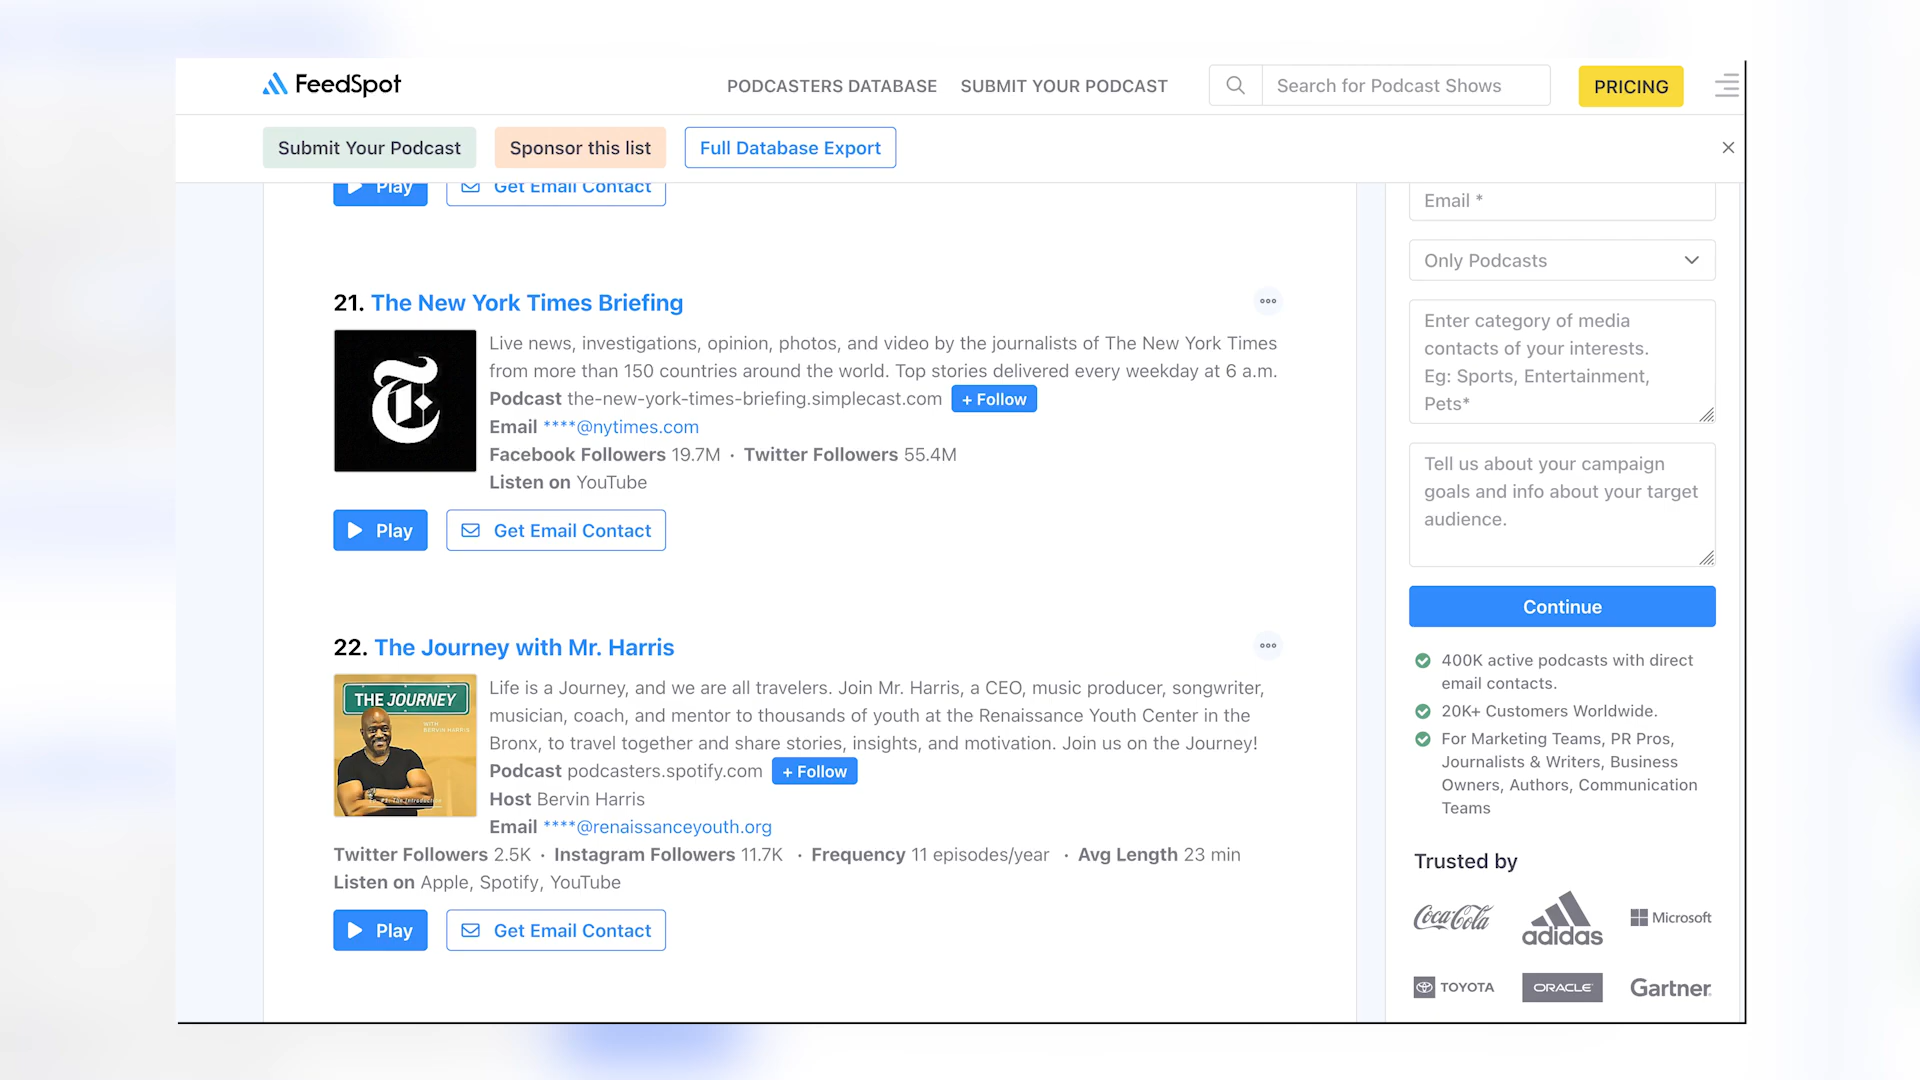 FeedSpot
PODCASTERS DATABASE
SUBMIT YOUR PODCAST
Search for Podcast Shows
PRICING
Submit Your Podcast
Sponsor this list
Full Database Export
Play
Get Email Contact
21. The New York Times Briefing
Live news, investigations, opinion, photos, and video by the journalists of The New York Times
from more than 150 countries around the world. Top stories delivered every weekday at 6 a.m.
Podcast the-new-york-times-briefing.simplecast.com + Follow
Email ****@nytimes.com
Facebook Followers 19.7M · Twitter Followers 55.4M
Listen on YouTube
Play
Get Email Contact
22. The Journey with Mr. Harris
THE JOURNEY
WITH
BERVIN HARRIS
Life is a Journey, and we are all travelers. Join Mr. Harris, a CEO, music producer, songwriter,
musician, coach, and mentor to thousands of youth at the Renaissance Youth Center in the
Bronx, to travel together and share stories, insights, and motivation. Join us on the Journey!
Podcast podcasters.spotify.com + Follow
Host Bervin Harris
Email ****@renaissanceyouth.org
Twitter Followers 2.5K · Instagram Followers 11.7K · Frequency 11 episodes/year · Avg Length 23 min
Listen on Apple, Spotify, YouTube
Play
Get Email Contact
Email *
Only Podcasts
Enter category of media
contacts of your interests.
Eg: Sports, Entertainment,
Pets*
Tell us about your campaign
goals and info about your target
audience.
Continue
400K active podcasts with direct
email contacts.
20K+ Customers Worldwide.
For Marketing Teams, PR Pros,
Journalists & Writers, Business
Owners, Authors, Communication
Teams
Trusted by
Coca-Cola
adidas
Microsoft
TOYOTA
ORACLE
Gartner